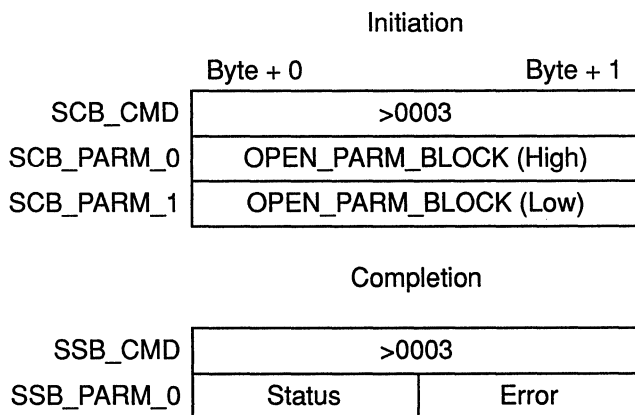 Initiation
Byte + 0 Byte + 1
SCB_CMD >0003
SCB_PARM_0 OPEN_PARM_BLOCK (High)
SCB_PARM_1 OPEN_PARM_BLOCK (Low)
Completion
SSB_CMD >0003
SSB_PARM_0 Status Error